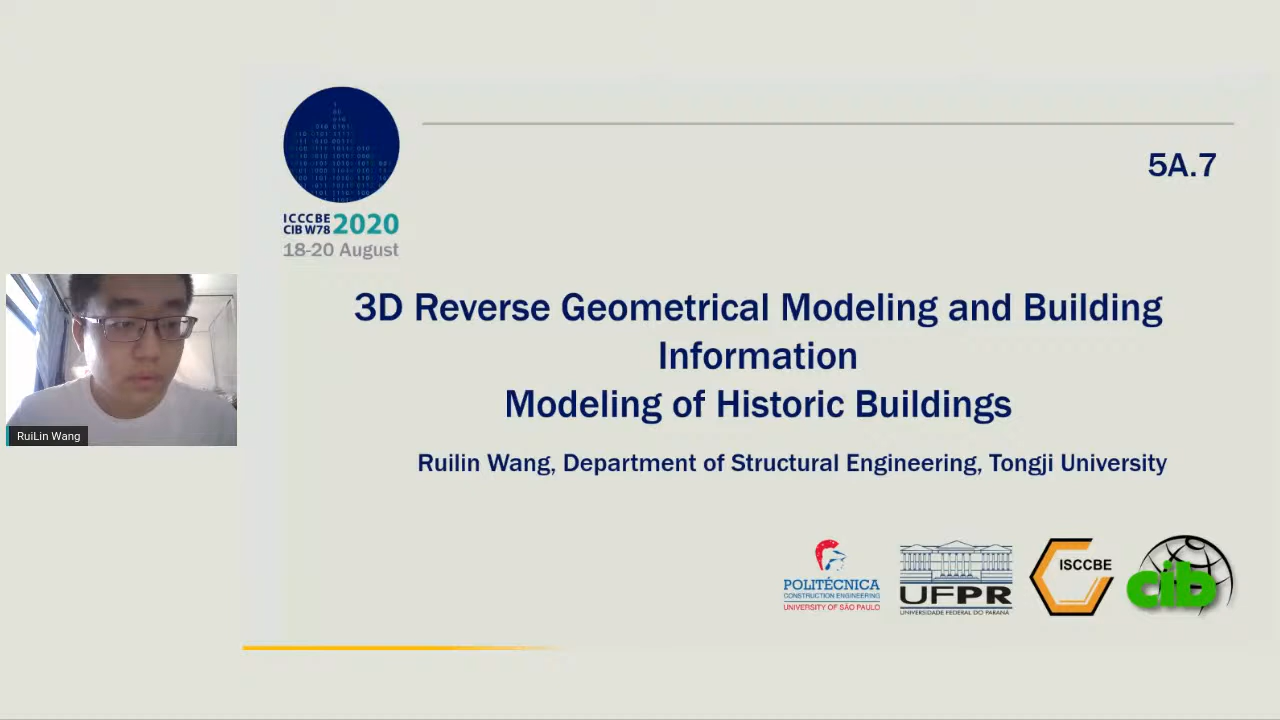 5A.7
ICCCBE
CIB W78 2020
18-20 August
3D Reverse Geometrical Modeling and Building
Information
Modeling of Historic Buildings
Ruilin Wang, Department of Structural Engineering, Tongji University
RuiLin Wang
POLITÉCNICA
CONSTRUCTION ENGINEERING
UNIVERSITY OF SÃO PAULO
UFPR
UNIVERSIDADE FEDERAL DO PARANÁ
ISCCBE
cib